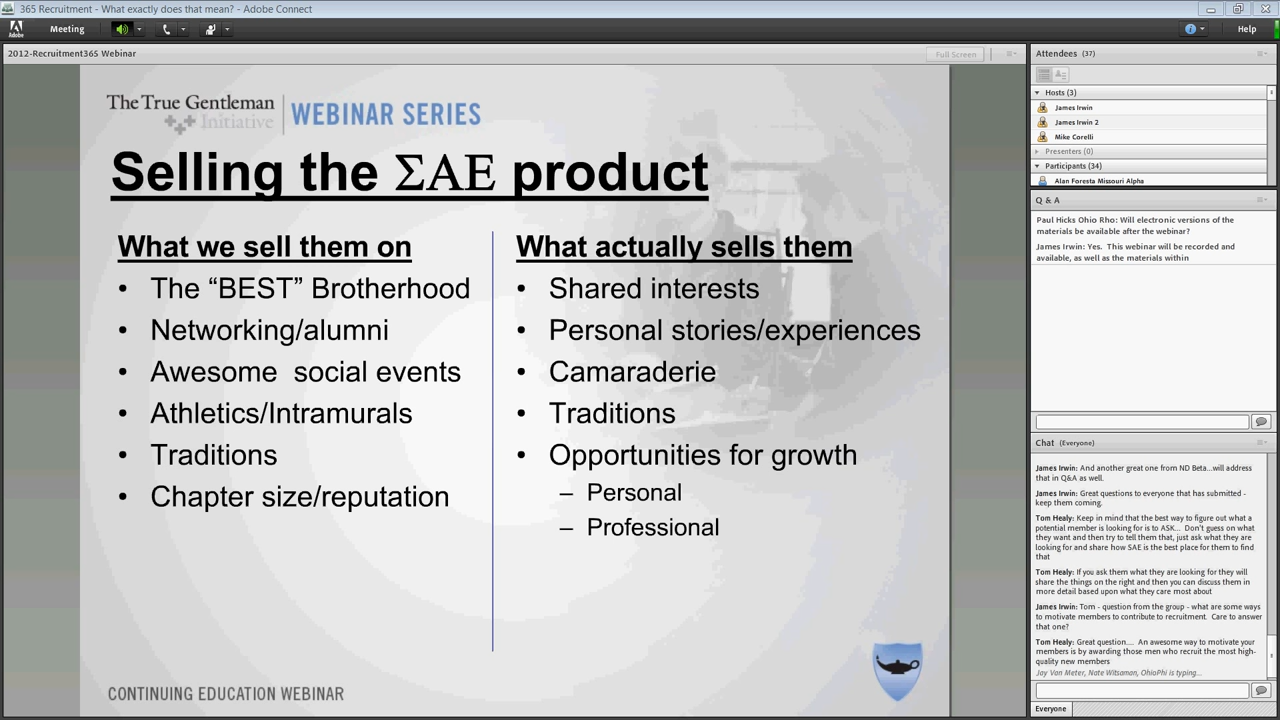 365 Recruitment - What exactly does that mean? - Adobe Connect
Adobe
Meeting
Help
2012-Recruitment365 Webinar
Full Screen
The True Gentleman
Initiative
WEBINAR SERIES
Selling the ΣΑΕ product
What we sell them on
• The “BEST” Brotherhood
• Networking/alumni
• Awesome  social events
• Athletics/Intramurals
• Traditions
• Chapter size/reputation
What actually sells them
• Shared interests
• Personal stories/experiences
• Camaraderie
• Traditions
• Opportunities for growth
– Personal
– Professional
CONTINUING EDUCATION WEBINAR
Attendees (37)
Hosts (3)
James Irwin
James Irwin 2
Mike Corelli
Presenters (0)
Participants (34)
Alan Foresta Missouri Alpha
Q & A
Paul Hicks Ohio Rho: Will electronic versions of the
materials be available after the webinar?
James Irwin: Yes.  This webinar will be recorded and
available, as well as the materials within
Chat (Everyone)
James Irwin: And another great one from ND Beta...will address
that in Q&A as well.
James Irwin: Great questions to everyone that has submitted -
keep them coming.
Tom Healy: Keep in mind that the best way to figure out what a
potential member is looking for is to ASK...  Don't guess on what
they want and then try to tell them that, just ask what they are
looking for and share how SAE is the best place for them to find
that
Tom Healy: If you ask them what they are looking for they will
share the things on the right and then you can discuss them in
more detail based upon what they care most about
James Irwin: Tom - question from the group - what are some ways
to motivate members to contribute to recruitment.  Care to answer
that one?
Tom Healy: Great question....  An awesome way to motivate your
members is by awarding those men who recruit the most high-
quality new members
Jay Van Meter, Nate Witsaman, OhioPhi is typing...
Everyone